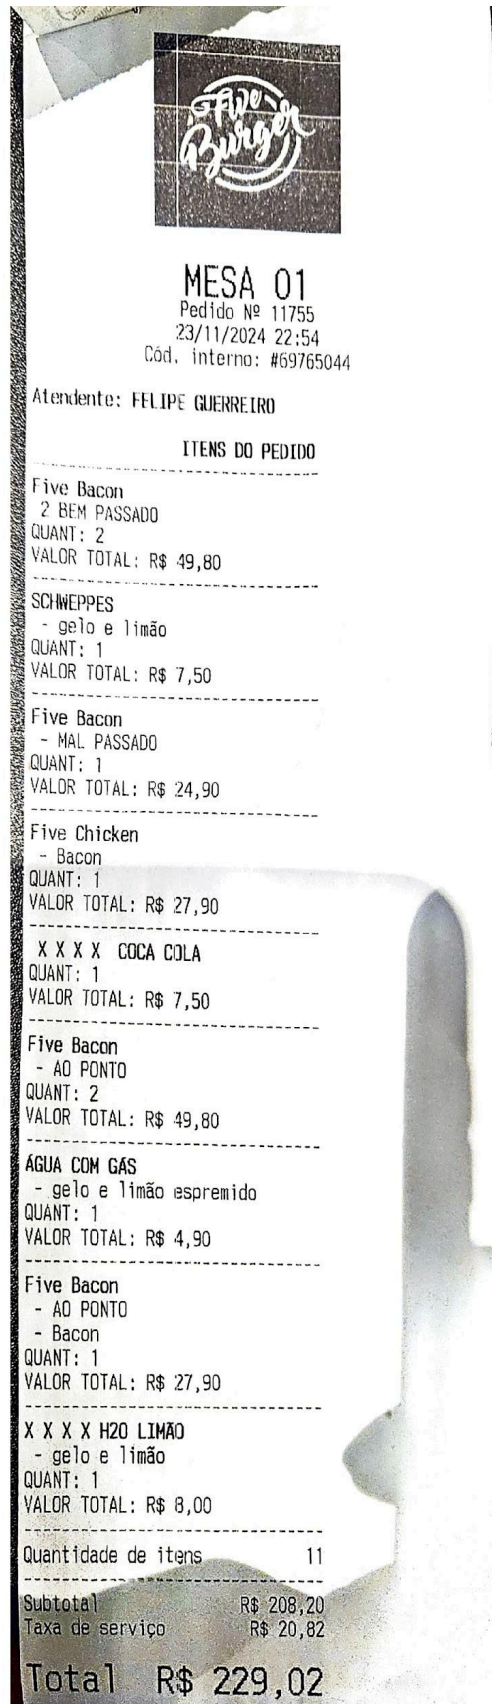 Five
Burger
MESA 01
Pedido Nº 11755
23/11/2024 22:54
Cód. interno: #69765044
Atendente: FELIPE GUERREIRO
ITENS DO PEDIDO
Five Bacon
2 BEM PASSADO
QUANT: 2
VALOR TOTAL: R$ 49,80
SCHWEPPES
- gelo e limão
QUANT: 1
VALOR TOTAL: R$ 7,50
Five Bacon
- MAL PASSADO
QUANT: 1
VALOR TOTAL: R$ 24,90
Five Chicken
- Bacon
QUANT: 1
VALOR TOTAL: R$ 27,90
X X X X COCA COLA
QUANT: 1
VALOR TOTAL: R$ 7,50
Five Bacon
- AO PONTO
QUANT: 2
VALOR TOTAL: R$ 49,80
ÁGUA COM GÁS
- gelo e limão espremido
QUANT: 1
VALOR TOTAL: R$ 4,90
Five Bacon
- AO PONTO
- Bacon
QUANT: 1
VALOR TOTAL: R$ 27,90
X X X X H2O LIMÃO
- gelo e limão
QUANT: 1
VALOR TOTAL: R$ 8,00
Quantidade de itens 11
Subtotal R$ 208,20
Taxa de serviço R$ 20,82
Total R$ 229,02